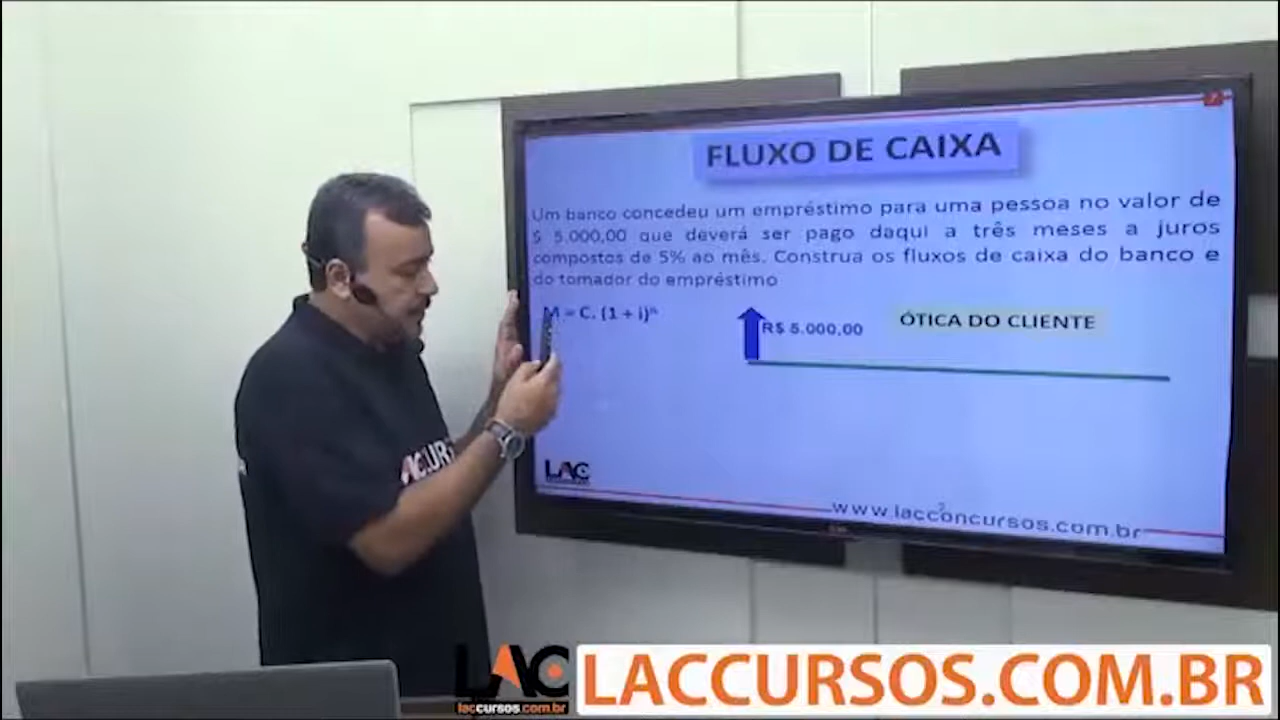 FLUXO DE CAIXA
Um banco concedeu um empréstimo para uma pessoa no valor de
$ 5.000,00 que deverá ser pago daqui a três meses a juros
compostos de 5% ao mês. Construa os fluxos de caixa do banco e
do tomador do empréstimo
M = C. (1 + i)ⁿ
R$ 5.000,00
ÓTICA DO CLIENTE
LAC
www.lacconcursos.com.br
LAC
laccursos.com.br
LACCURSOS.COM.BR